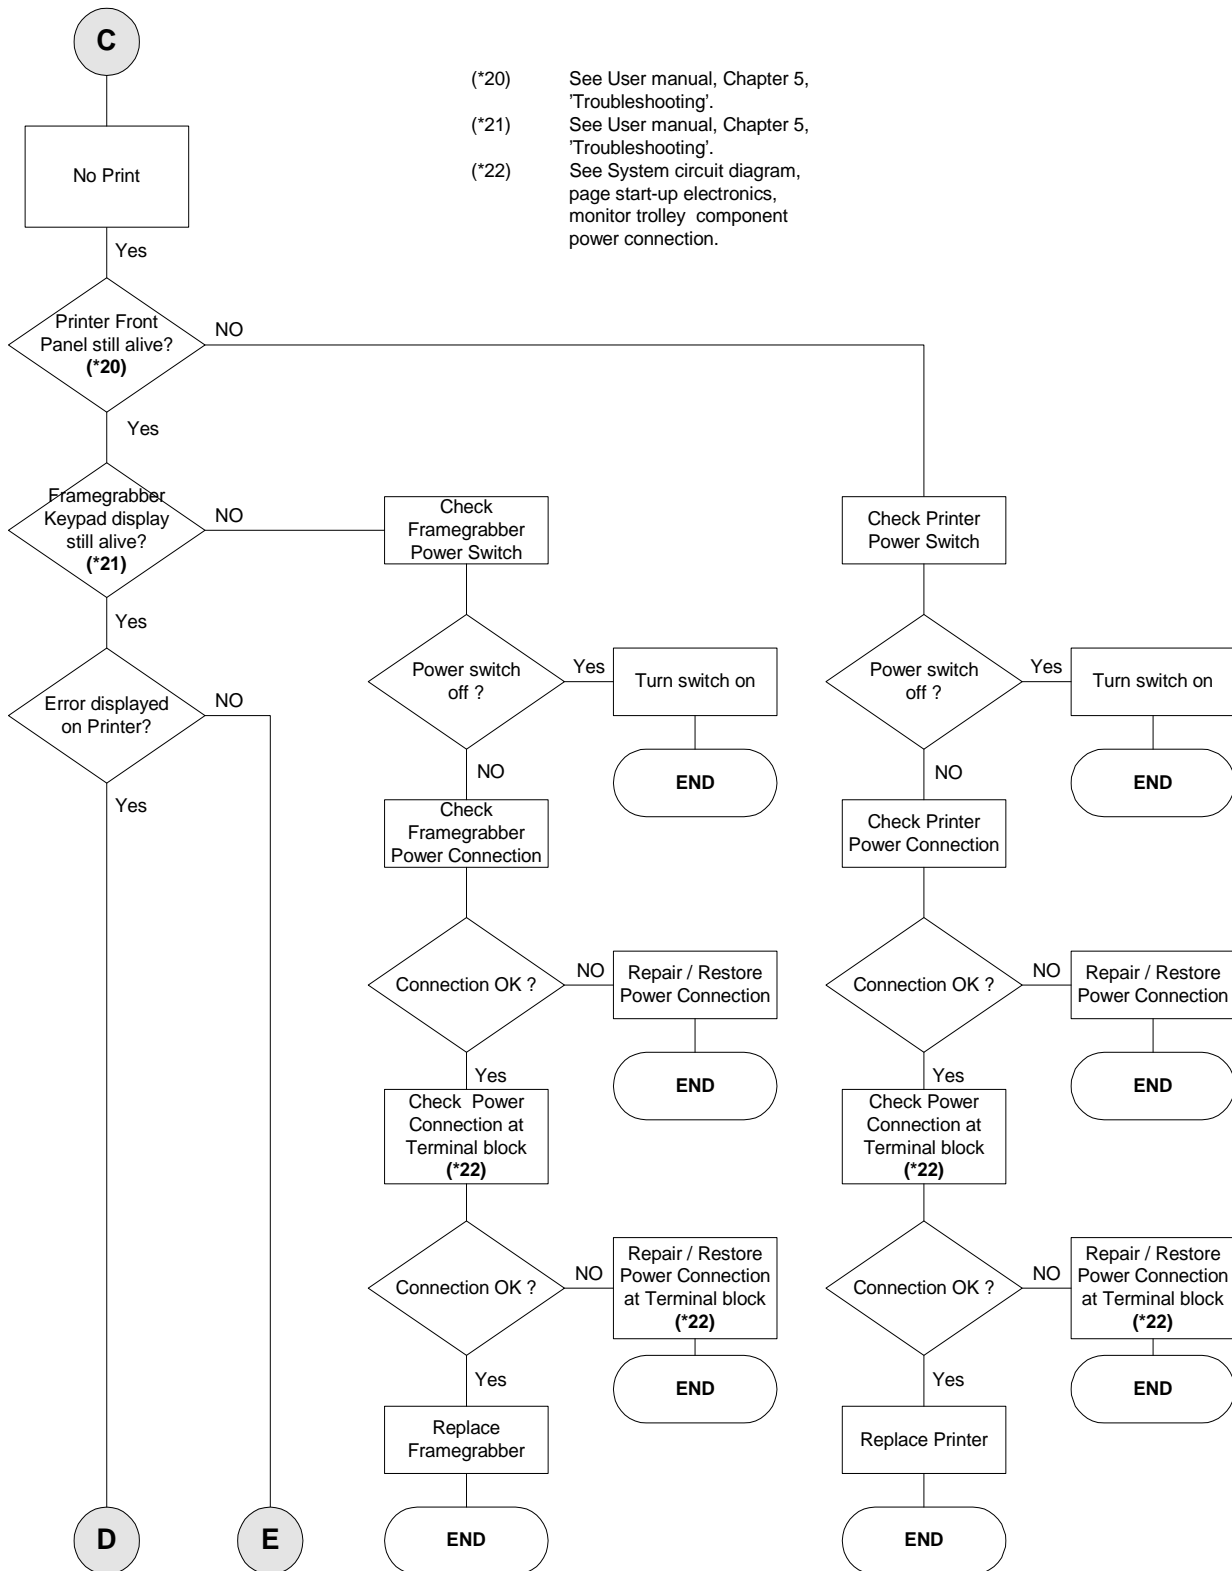 C
(*20) See User manual, Chapter 5,
'Troubleshooting'.
(*21) See User manual, Chapter 5,
'Troubleshooting'.
(*22) See System circuit diagram,
page start-up electronics,
monitor trolley component
power connection.
No Print
Yes
Printer Front
Panel still alive?
(*20)
NO
Yes
Framegrabber
Keypad display
still alive?
(*21)
NO
Yes
Error displayed
on Printer?
NO
Yes
D
E
Check
Framegrabber
Power Switch
Power switch
off ?
Yes
Turn switch on
END
NO
Check
Framegrabber
Power Connection
Connection OK ?
NO
Repair / Restore
Power Connection
END
Yes
Check Power
Connection at
Terminal block
(*22)
Connection OK ?
NO
Repair / Restore
Power Connection
at Terminal block
(*22)
END
Yes
Replace
Framegrabber
END
Check Printer
Power Switch
Power switch
off ?
Yes
Turn switch on
END
NO
Check Printer
Power Connection
Connection OK ?
NO
Repair / Restore
Power Connection
END
Yes
Check Power
Connection at
Terminal block
(*22)
Connection OK ?
NO
Repair / Restore
Power Connection
at Terminal block
(*22)
END
Yes
Replace Printer
END